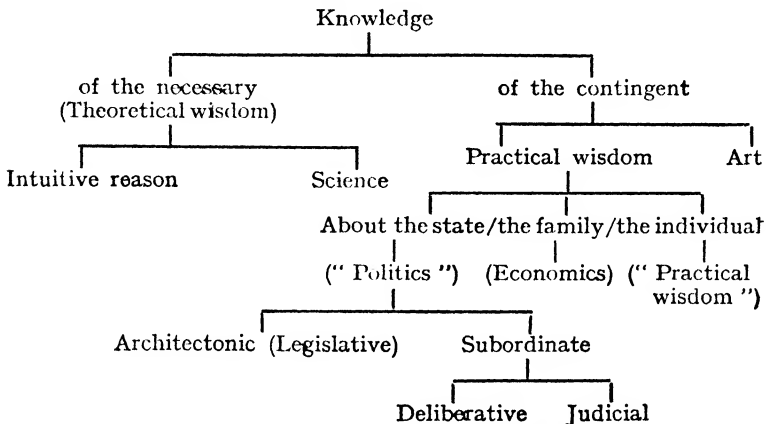 Knowledge
of the necessary
(Theoretical wisdom)
of the contingent
Intuitive reason
Science
Practical wisdom
Art
About the state/the family/the individual
(“ Politics ”)
(Economics)
(“ Practical
wisdom ”)
Architectonic (Legislative)
Subordinate
Deliberative
Judicial